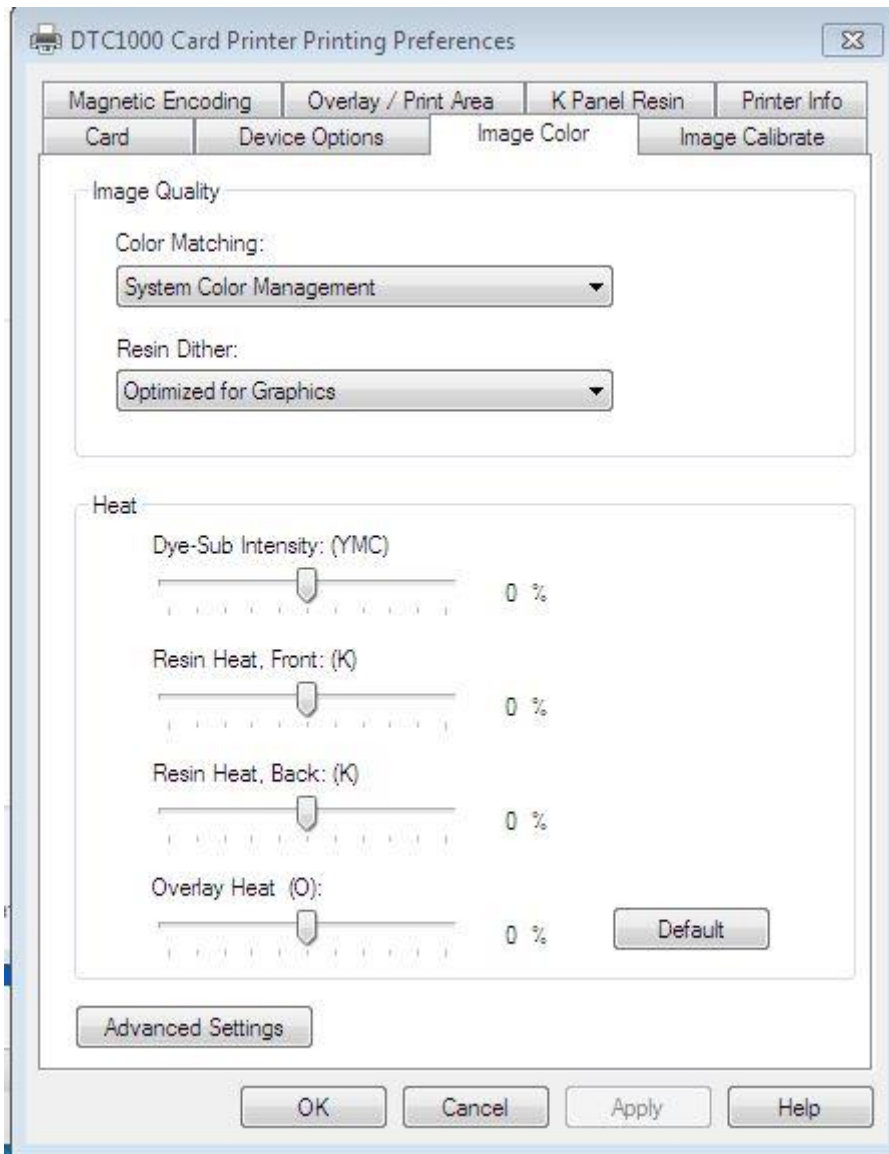 DTC1000 Card Printer Printing Preferences
Magnetic Encoding Overlay / Print Area K Panel Resin Printer Info
Card Device Options Image Color Image Calibrate
Image Quality
Color Matching:
System Color Management
Resin Dither:
Optimized for Graphics
Heat
Dye-Sub Intensity: (YMC)
0 %
Resin Heat, Front: (K)
0 %
Resin Heat, Back: (K)
0 %
Overlay Heat (O):
0 % Default
Advanced Settings
OK Cancel Apply Help